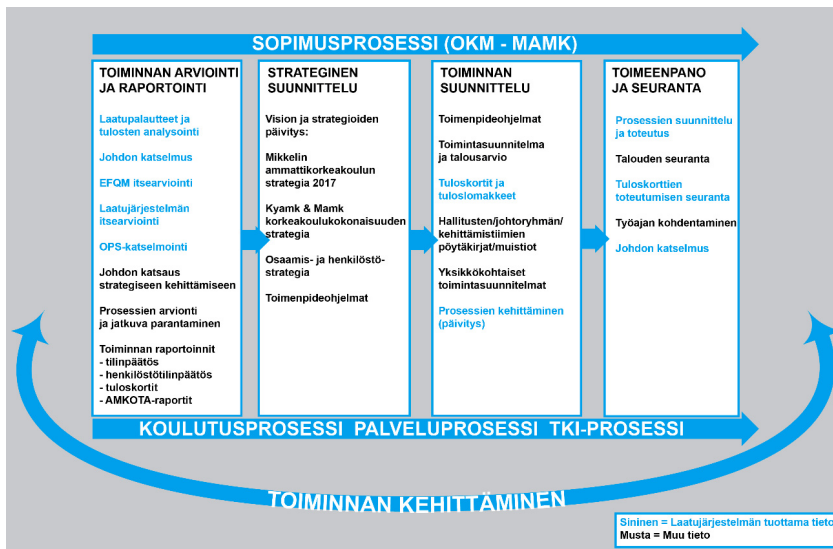 SOPIMUSPROSESSI (OKM - MAMK)
TOIMINNAN ARVIOINTI
JA RAPORTOINTI
Laatupalautteet ja
tulosten analysointi
Johdon katselmus
EFQM itsearviointi
Laatujärjestelmän
itsearviointi
OPS-katselmointi
Johdon katsaus
strategiseen kehittämiseen
Prosessien arvionti
ja jatkuva parantaminen
Toiminnan raportoinnit
- tilinpäätös
- henkilöstötilinpäätös
- tuloskortit
- AMKOTA-raportit
STRATEGINEN
SUUNNITTELU
Vision ja strategioiden
päivitys:
Mikkelin
ammattikorkeakoulun
strategia 2017
Kyamk & Mamk
korkeakoulukokonaisuuden
strategia
Osaamis- ja henkilöstö-
strategia
Toimenpideohjelmat
TOIMINNAN
SUUNNITTELU
Toimenpideohjelmat
Toimintasuunnitelma
ja talousarvio
Tuloskortit ja
tuloslomakkeet
Hallitusten/johtoryhmän/
kehittämistiimien
pöytäkirjat/muistiot
Yksikkökohtaiset
toimintasuunnitelmat
Prosessien kehittäminen
(päivitys)
TOIMEENPANO
JA SEURANTA
Prosessien suunnittelu
ja toteutus
Talouden seuranta
Tuloskorttien
toteutumisen seuranta
Työajan kohdentaminen
Johdon katselmus
KOULUTUSPROSESSI PALVELUPROSESSI TKI-PROSESSI
TOIMINNAN KEHITTÄMINEN
Sininen = Laatujärjestelmän tuottama tieto
Musta = Muu tieto